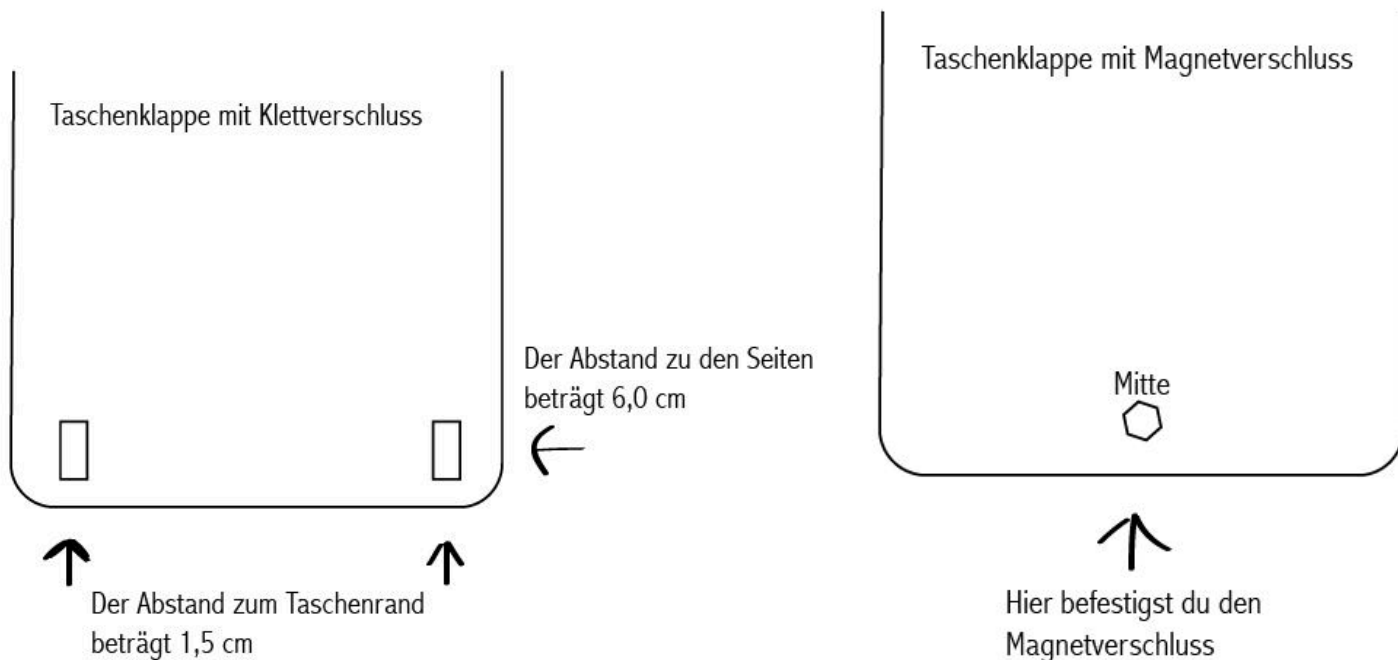 Taschenklappe mit Klettverschluss
Der Abstand zu den Seiten
beträgt 6,0 cm
Der Abstand zum Taschenrand
beträgt 1,5 cm
Taschenklappe mit Magnetverschluss
Mitte
Hier befestigst du den
Magnetverschluss